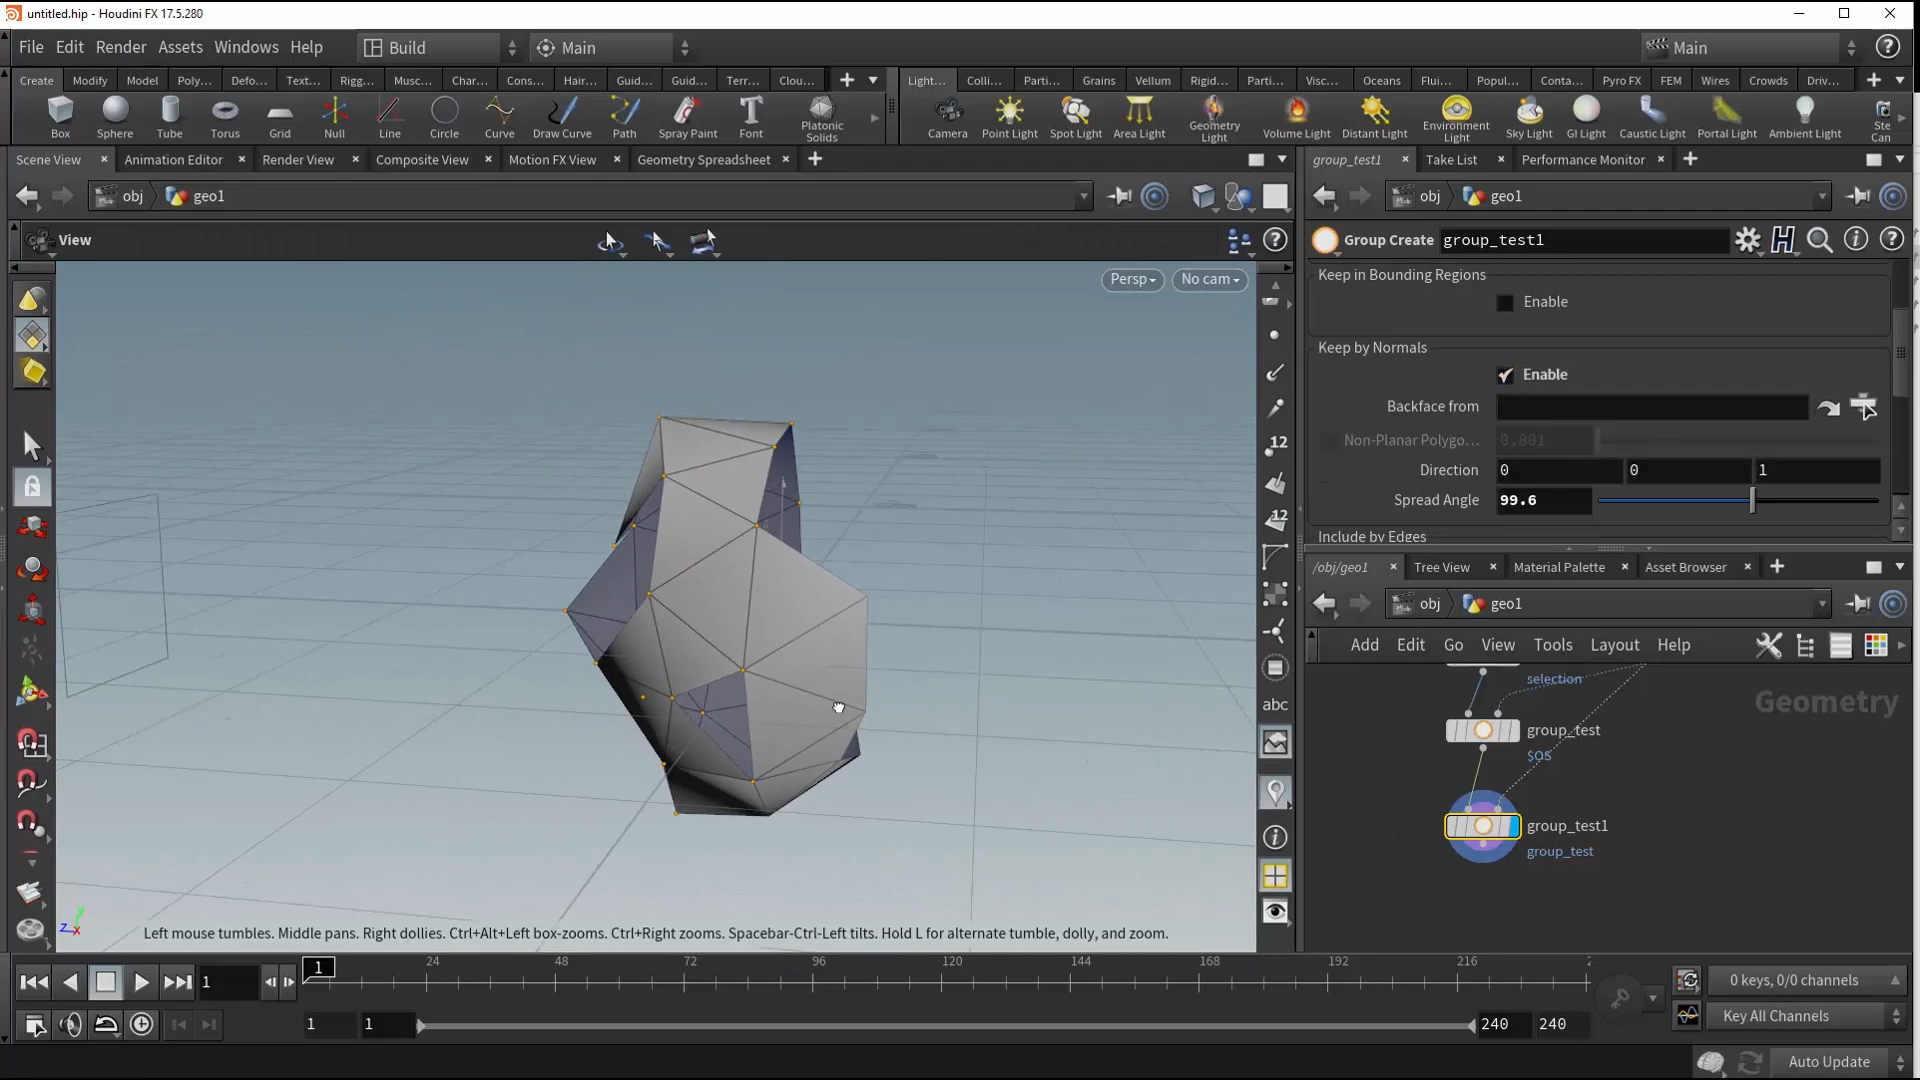 untitled.hip - Houdini FX 17.5.280
File Edit Render Assets Windows Help Build Main Main
Create Modify Model Poly... Defo... Text... Rigg... Musc... Char... Cons... Hair... Guid... Guid... Terr... Clou...
Light... Colli... Parti... Grains Vellum Rigid... Parti... Visc... Oceans Flui... Popul... Conta... Pyro FX FEM Wires Crowds Driv...
Box Sphere Tube Torus Grid Null Line Circle Curve Draw Curve Path Spray Paint Font Platonic Solids
Camera Point Light Spot Light Area Light Geometry Light Volume Light Distant Light Environment Light Sky Light GI Light Caustic Light Portal Light Ambient Light Ste Can
Scene View Animation Editor Render View Composite View Motion FX View Geometry Spreadsheet
group_test1 Take List Performance Monitor
obj geo1
obj geo1
View
Group Create group_test1
Persp No cam
Keep in Bounding Regions
Enable
Keep by Normals
Enable
Backface from
Non-Planar Polygo... 0.001
Direction 0 0 1
Spread Angle 99.6
Include by Edges
/obj/geo1 Tree View Material Palette Asset Browser
obj geo1
Add Edit Go View Tools Layout Help
selection
Geometry
group_test
$OS
group_test1
group_test
12
12
abc
z y x
Left mouse tumbles. Middle pans. Right dollies. Ctrl+Alt+Left box-zooms. Ctrl+Right zooms. Spacebar-Ctrl-Left tilts. Hold L for alternate tumble, dolly, and zoom.
1 1 24 48 72 96 120 144 168 192 216 2
0 keys, 0/0 channels
1 1 240 240
Key All Channels
Auto Update